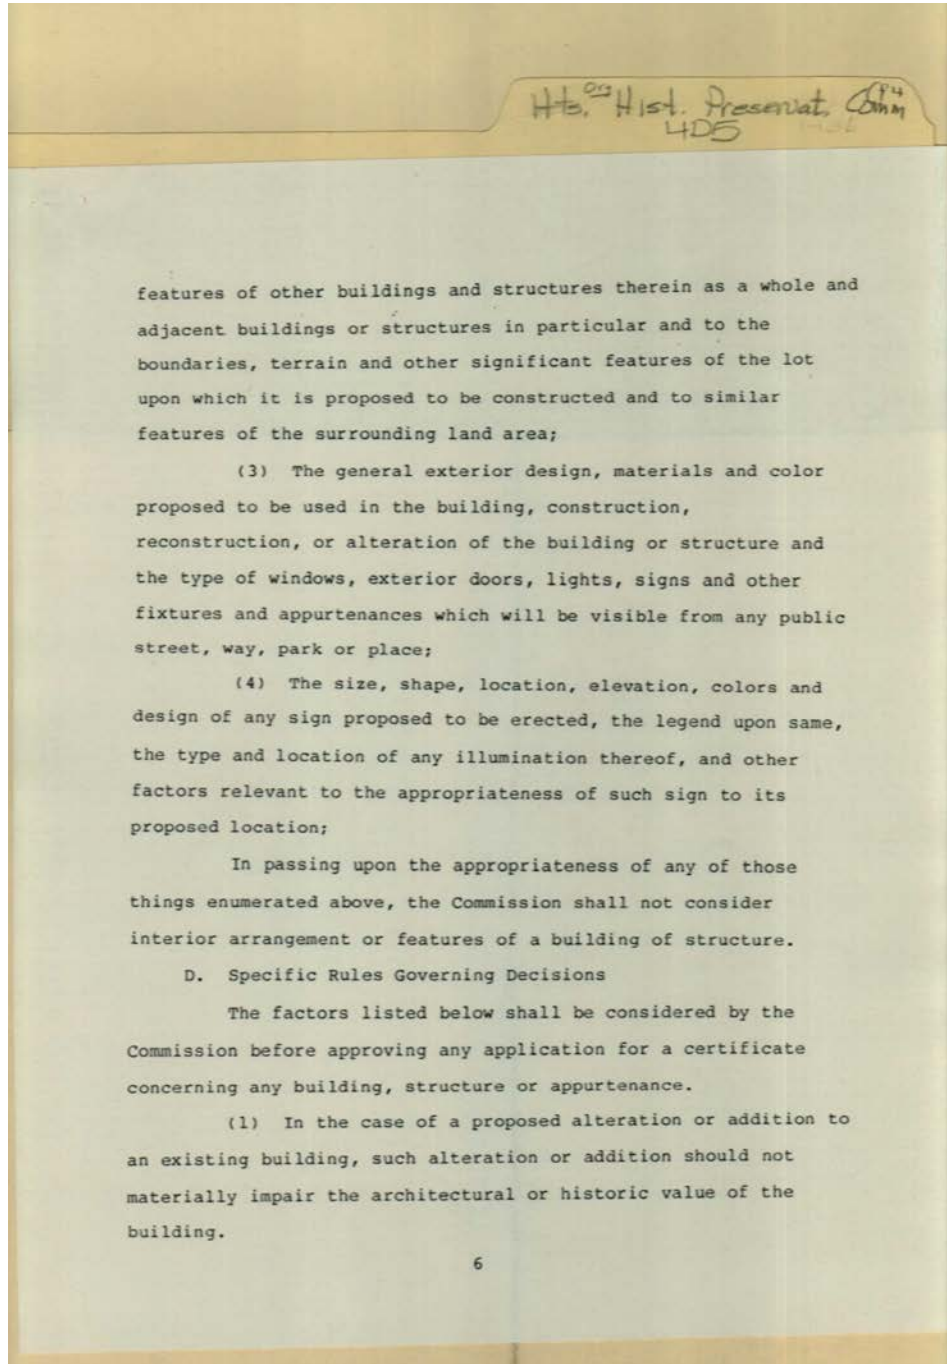 Hts. Org Hist. Preservat. Comm
4D5
features of other buildings and structures therein as a whole and
adjacent buildings or structures in particular and to the
boundaries, terrain and other significant features of the lot
upon which it is proposed to be constructed and to similar
features of the surrounding land area;
(3) The general exterior design, materials and color
proposed to be used in the building, construction,
reconstruction, or alteration of the building or structure and
the type of windows, exterior doors, lights, signs and other
fixtures and appurtenances which will be visible from any public
street, way, park or place;
(4) The size, shape, location, elevation, colors and
design of any sign proposed to be erected, the legend upon same,
the type and location of any illumination thereof, and other
factors relevant to the appropriateness of such sign to its
proposed location;
In passing upon the appropriateness of any of those
things enumerated above, the Commission shall not consider
interior arrangement or features of a building of structure.
D. Specific Rules Governing Decisions
The factors listed below shall be considered by the
Commission before approving any application for a certificate
concerning any building, structure or appurtenance.
(1) In the case of a proposed alteration or addition to
an existing building, such alteration or addition should not
materially impair the architectural or historic value of the
building.
6